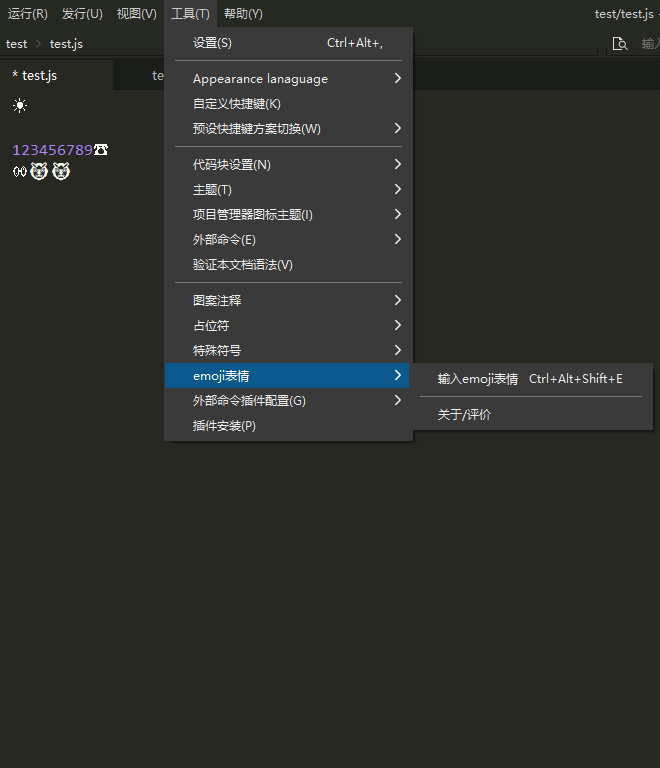 运行(R) 发行(U) 视图(V) 工具(T) 帮助(Y) test/test.js -
test > test.js
输入
* test.js te
☀
123456789☎
👀🐯🐯
设置(S) Ctrl+Alt+,
Appearance lanaguage
自定义快捷键(K)
预设快捷键方案切换(W)
代码块设置(N)
主题(T)
项目管理器图标主题(I)
外部命令(E)
验证本文档语法(V)
图案注释
占位符
特殊符号
emoji表情
外部命令插件配置(G)
插件安装(P)
输入emoji表情 Ctrl+Alt+Shift+E
关于/评价